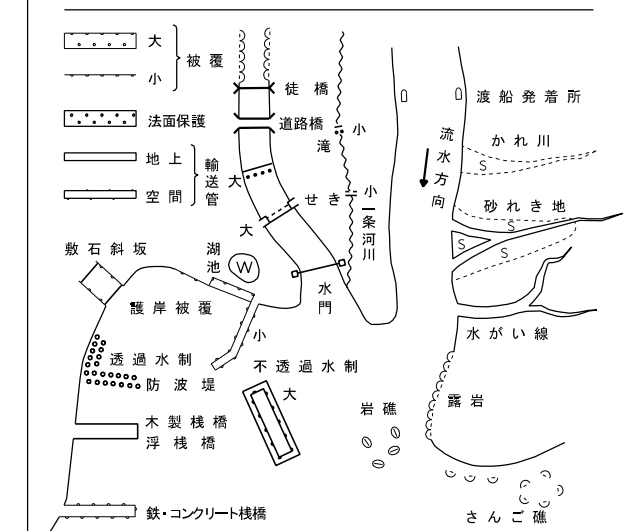 大
小
被覆
法面保護
地上
空間
輸送管
徒橋
道路橋
小
滝
大
せき
小
一条河川
大
渡船発着所
かれ川
S
流水方向
砂れき地
S
S
S
敷石斜坂
湖池
W
水門
護岸被覆
小
水がい線
透過水制
防波堤
不透過水制
大
岩礁
露岩
木製桟橋
浮桟橋
鉄・コンクリート桟橋
さんご礁